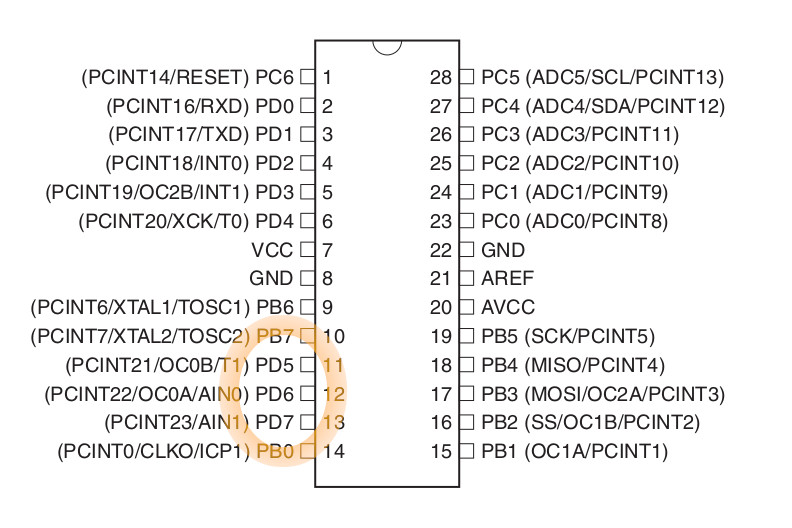 (PCINT14/RESET) PC6 1
(PCINT16/RXD) PD0 2
(PCINT17/TXD) PD1 3
(PCINT18/INT0) PD2 4
(PCINT19/OC2B/INT1) PD3 5
(PCINT20/XCK/T0) PD4 6
VCC 7
GND 8
(PCINT6/XTAL1/TOSC1) PB6 9
(PCINT7/XTAL2/TOSC2) PB7 10
(PCINT21/OC0B/T1) PD5 11
(PCINT22/OC0A/AIN0) PD6 12
(PCINT23/AIN1) PD7 13
(PCINT0/CLKO/ICP1) PB0 14
28 PC5 (ADC5/SCL/PCINT13)
27 PC4 (ADC4/SDA/PCINT12)
26 PC3 (ADC3/PCINT11)
25 PC2 (ADC2/PCINT10)
24 PC1 (ADC1/PCINT9)
23 PC0 (ADC0/PCINT8)
22 GND
21 AREF
20 AVCC
19 PB5 (SCK/PCINT5)
18 PB4 (MISO/PCINT4)
17 PB3 (MOSI/OC2A/PCINT3)
16 PB2 (SS/OC1B/PCINT2)
15 PB1 (OC1A/PCINT1)